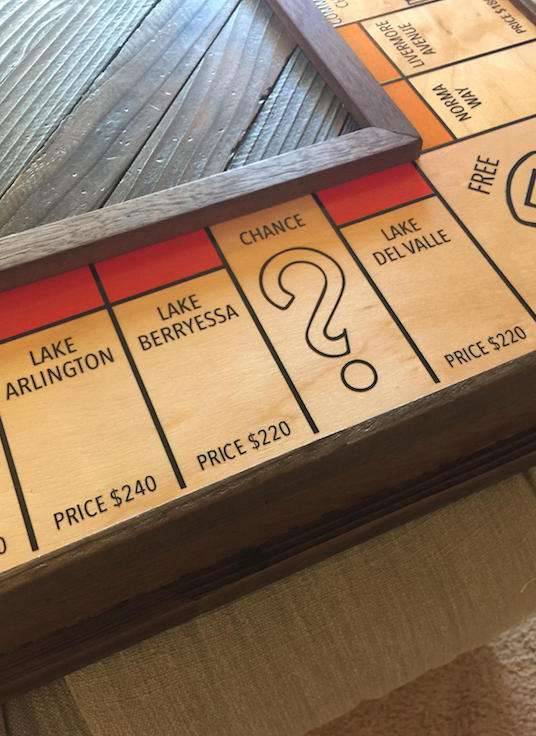 LIVERMORE
AVENUE
NORMA
WAY
FREE
LAKE
DEL VALLE
PRICE $220
CHANCE
?
LAKE
BERRYESSA
PRICE $220
LAKE
ARLINGTON
PRICE $240